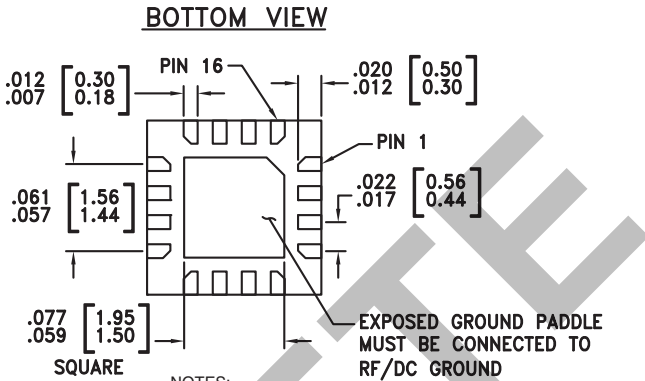 BOTTOM VIEW
PIN 16
.012 [0.30]
.007 [0.18]
.020 [0.50]
.012 [0.30]
PIN 1
.061 [1.56]
.057 [1.44]
.022 [0.56]
.017 [0.44]
.077 [1.95]
.059 [1.50]
SQUARE
EXPOSED GROUND PADDLE
MUST BE CONNECTED TO
RF/DC GROUND
NOTES: